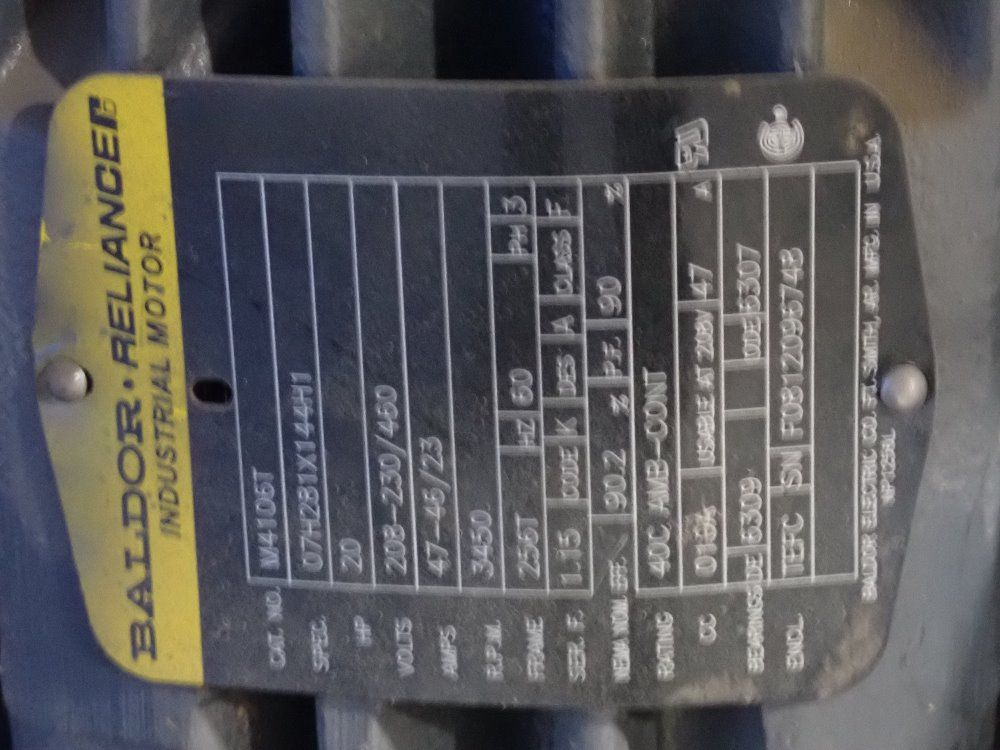 BALDOR · RELIANCE
INDUSTRIAL MOTOR
CAT. NO. M4106T
SPEC. 07H281X144H1
HP 20
VOLTS 208-230/460
AMPS 47-46/23
R.P.M. 3450
FRAME 256T HZ 60 PH 3
SER. F. 1.15 CODE K DES A CLASS F
NEMA NOM. EFF. 90.2 % P.F. 90 %
RATING 40C AMB-CONT
CC USABLE AT 208V 47 A
BEARINGS DE 6309 ODE 6307
ENCL TEFC SN F0812096743
BALDOR ELECTRIC CO. FT. SMITH, AR. MFG. IN U.S.A.